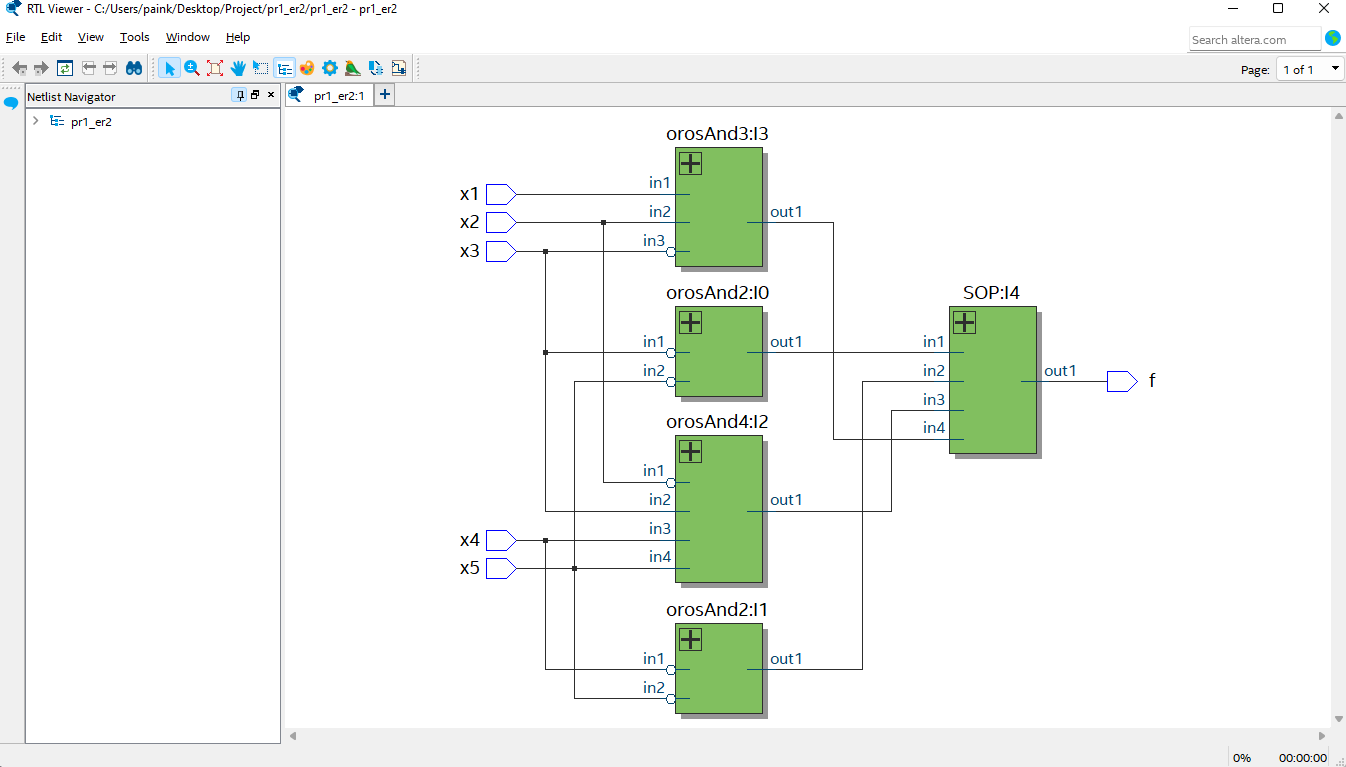 RTL Viewer - C:/Users/paink/Desktop/Project/pr1_er2/pr1_er2 - pr1_er2
File Edit View Tools Window Help
Search altera.com
Page: 1 of 1
Netlist Navigator
pr1_er2:1
pr1_er2
orosAnd3:I3
x1
in1
x2
in2
out1
x3
in3
orosAnd2:I0
in1
out1
in2
SOP:I4
in1
in2
out1
f
in3
in4
orosAnd4:I2
in1
in2
out1
x4
in3
x5
in4
orosAnd2:I1
in1
out1
in2
0% 00:00:00